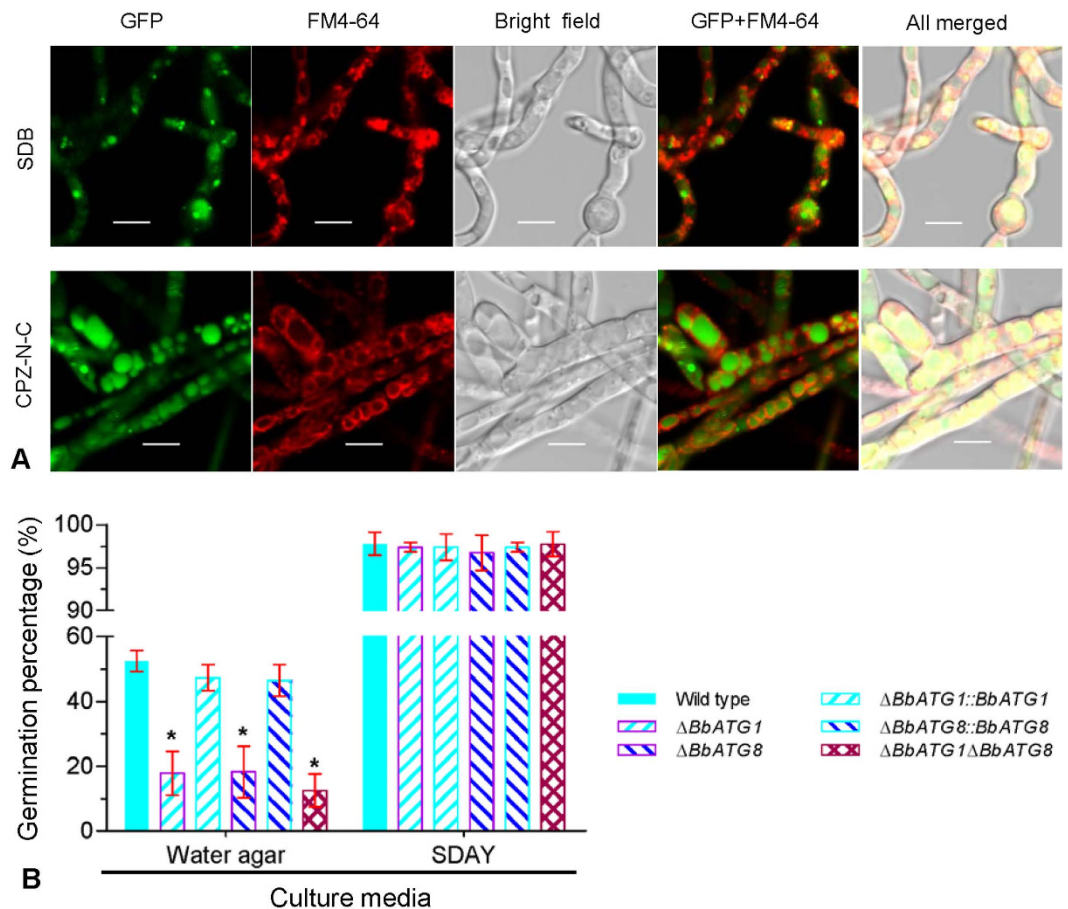 GFP FM4-64 Bright field GFP+FM4-64 All merged
SDB
CPZ-N-C
A
Germination percentage (%)
100
95
90
60
40
20
0
* * *
Water agar SDAY
Culture media
B
Wild type ΔBbATG1::BbATG1
ΔBbATG1 ΔBbATG8::BbATG8
ΔBbATG8 ΔBbATG1ΔBbATG8